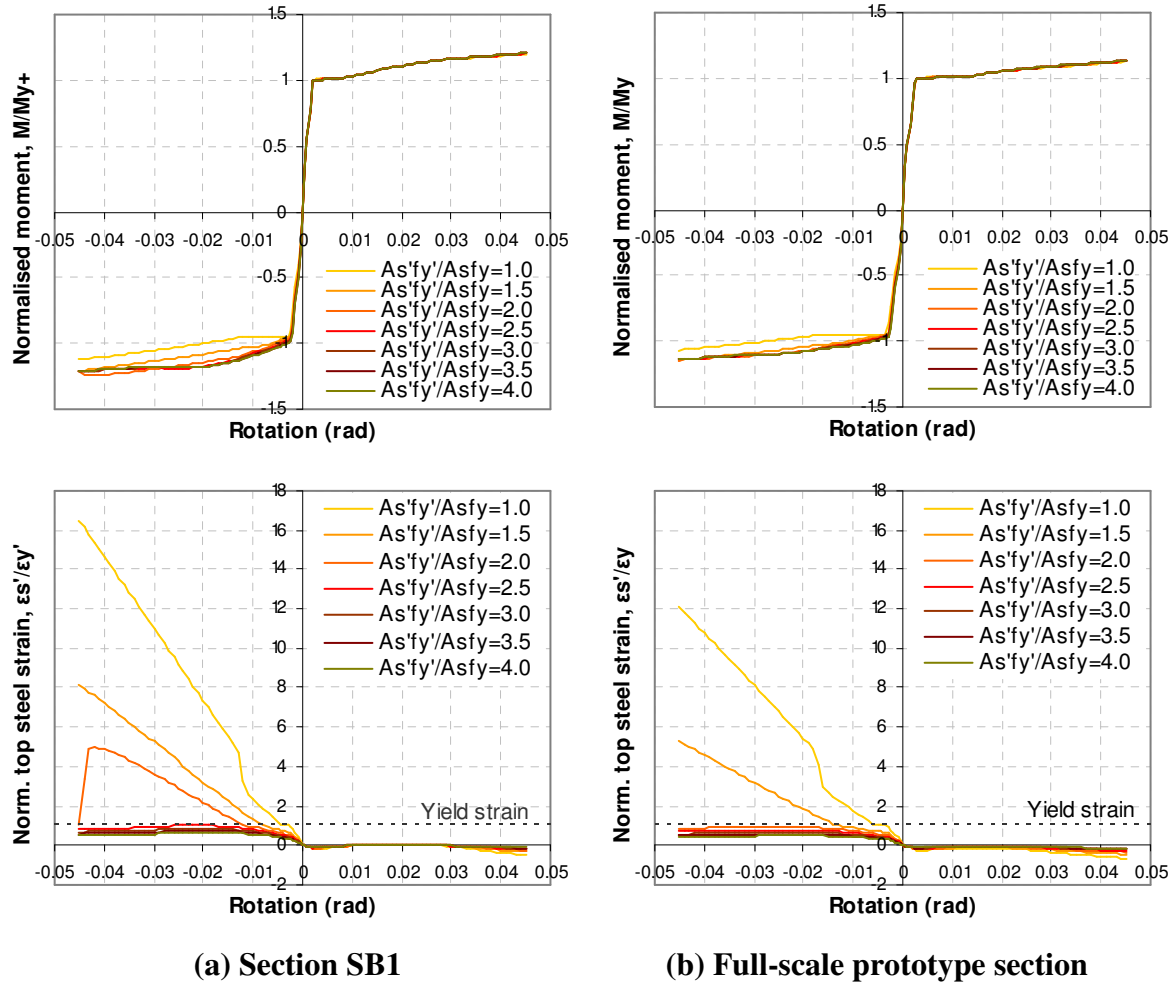 1.5
1
0.5
0
-0.05 -0.04 -0.03 -0.02 -0.01 0 0.01 0.02 0.03 0.04 0.05
-0.5
-1
-1.5
Normalised moment, M/My+
Rotation (rad)
As'fy'/Asfy=1.0
As'fy'/Asfy=1.5
As'fy'/Asfy=2.0
As'fy'/Asfy=2.5
As'fy'/Asfy=3.0
As'fy'/Asfy=3.5
As'fy'/Asfy=4.0
1.5
1
0.5
0
-0.05 -0.04 -0.03 -0.02 -0.01 0 0.01 0.02 0.03 0.04 0.05
-0.5
-1
-1.5
Normalised moment, M/My
Rotation (rad)
As'fy'/Asfy=1.0
As'fy'/Asfy=1.5
As'fy'/Asfy=2.0
As'fy'/Asfy=2.5
As'fy'/Asfy=3.0
As'fy'/Asfy=3.5
As'fy'/Asfy=4.0
18
16
14
12
10
8
6
4
2
0
-2
-0.05 -0.04 -0.03 -0.02 -0.01 0 0.01 0.02 0.03 0.04 0.05
Norm. top steel strain, εs'/εy'
Rotation (rad)
As'fy'/Asfy=1.0
As'fy'/Asfy=1.5
As'fy'/Asfy=2.0
As'fy'/Asfy=2.5
As'fy'/Asfy=3.0
As'fy'/Asfy=3.5
As'fy'/Asfy=4.0
Yield strain
18
16
14
12
10
8
6
4
2
0
-2
-0.05 -0.04 -0.03 -0.02 -0.01 0 0.01 0.02 0.03 0.04 0.05
Norm. top steel strain, εs'/εy
Rotation (rad)
As'fy'/Asfy=1.0
As'fy'/Asfy=1.5
As'fy'/Asfy=2.0
As'fy'/Asfy=2.5
As'fy'/Asfy=3.0
As'fy'/Asfy=3.5
As'fy'/Asfy=4.0
Yield strain
(a) Section SB1
(b) Full-scale prototype section